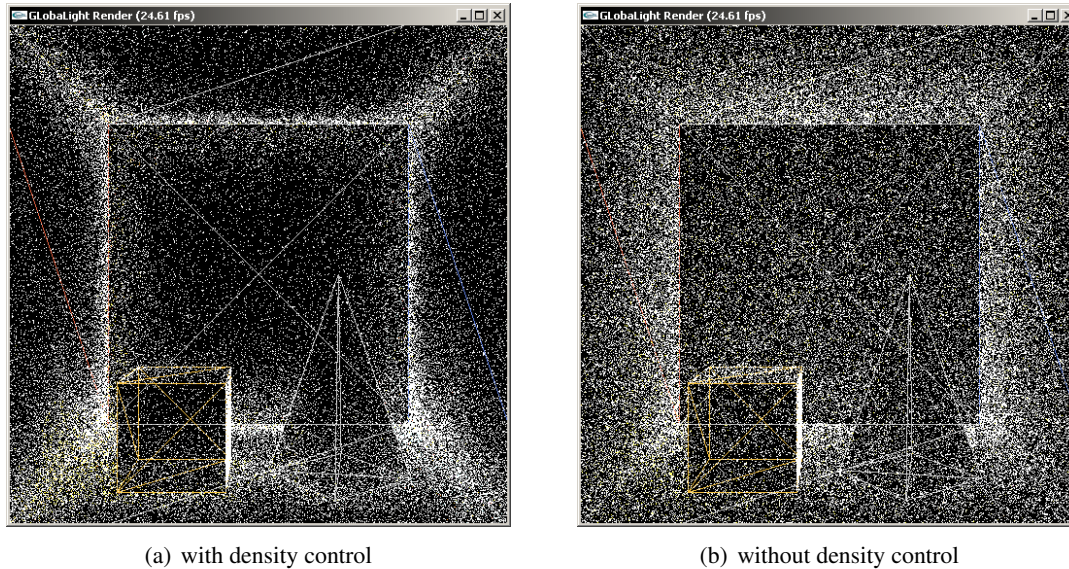 GLobaLight Render (24.61 fps)
GLobaLight Render (24.61 fps)
(a) with density control
(b) without density control